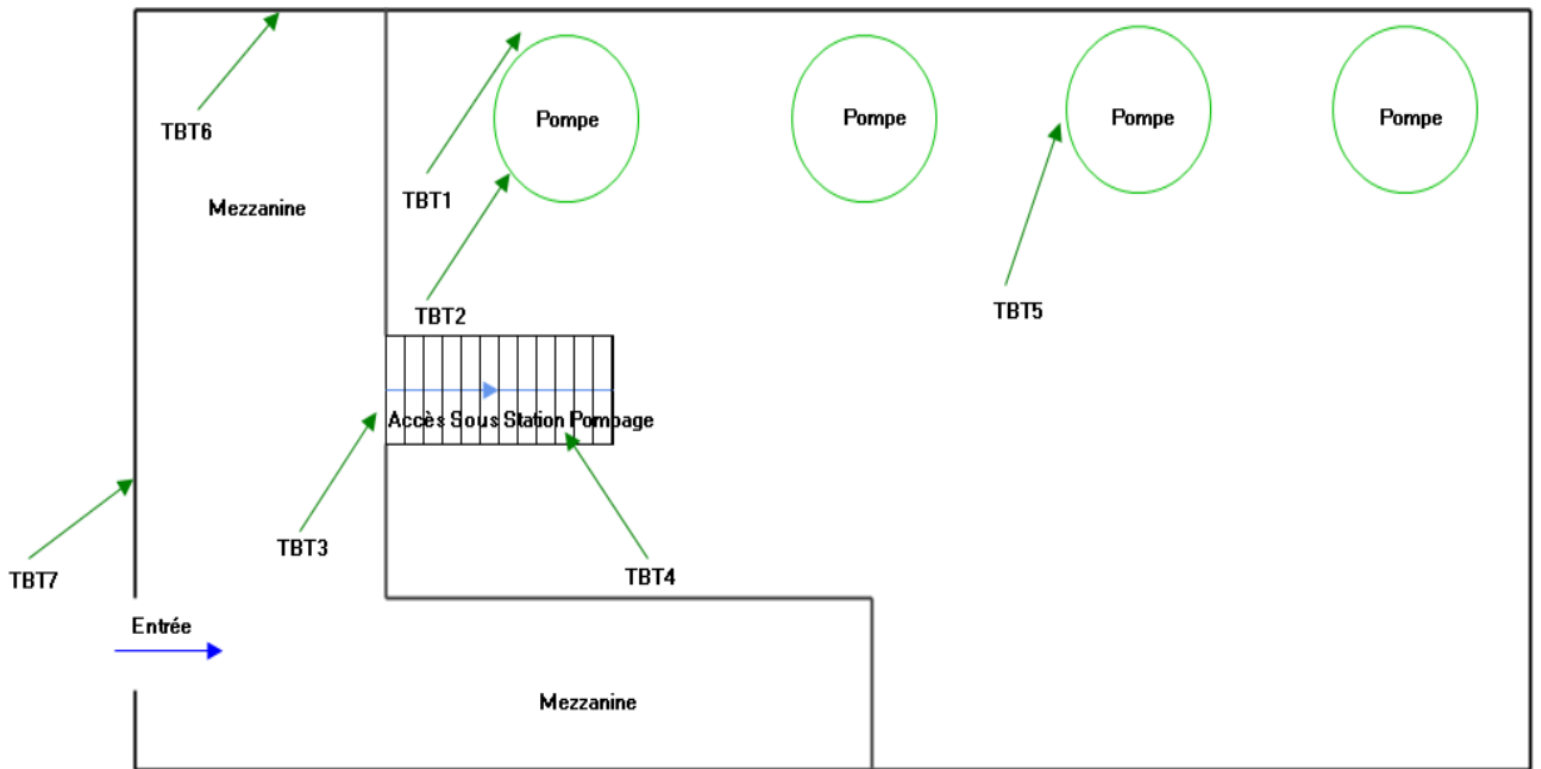 Pompe
Pompe
Pompe
Pompe
TBT6
TBT1
Mezzanine
TBT2
TBT5
Accès Sous Station Pompage
TBT3
TBT4
TBT7
Entrée
Mezzanine